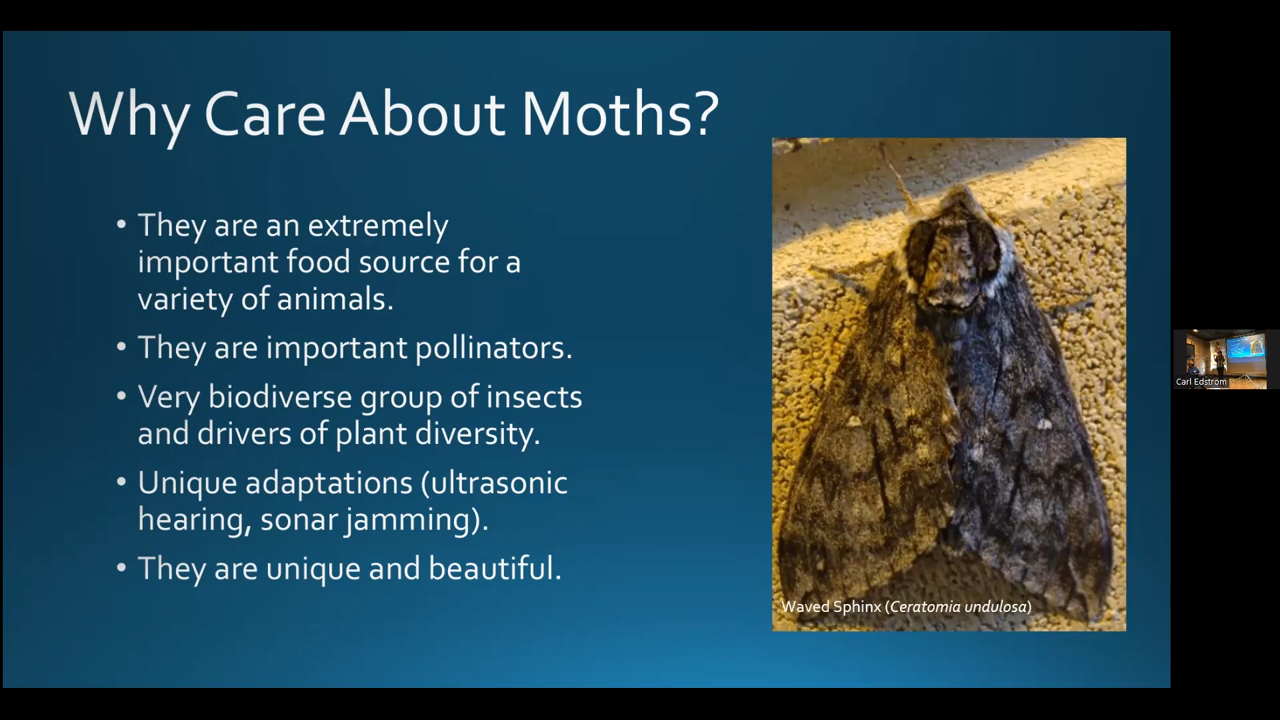 Why Care About Moths?
• They are an extremely
important food source for a
variety of animals.
• They are important pollinators.
• Very biodiverse group of insects
and drivers of plant diversity.
• Unique adaptations (ultrasonic
hearing, sonar jamming).
• They are unique and beautiful.
Waved Sphinx (Ceratomia undulosa)
Carl Edstrom